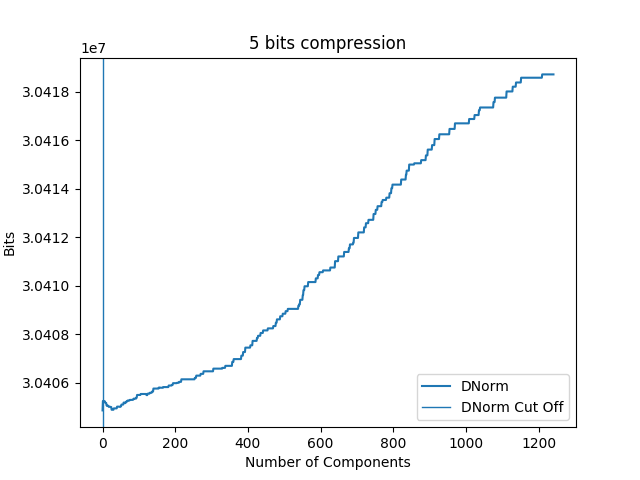 5 bits compression
1e7
3.0418
3.0416
3.0414
3.0412
3.0410
3.0408
3.0406
Bits
0 200 400 600 800 1000 1200
Number of Components
DNorm
DNorm Cut Off